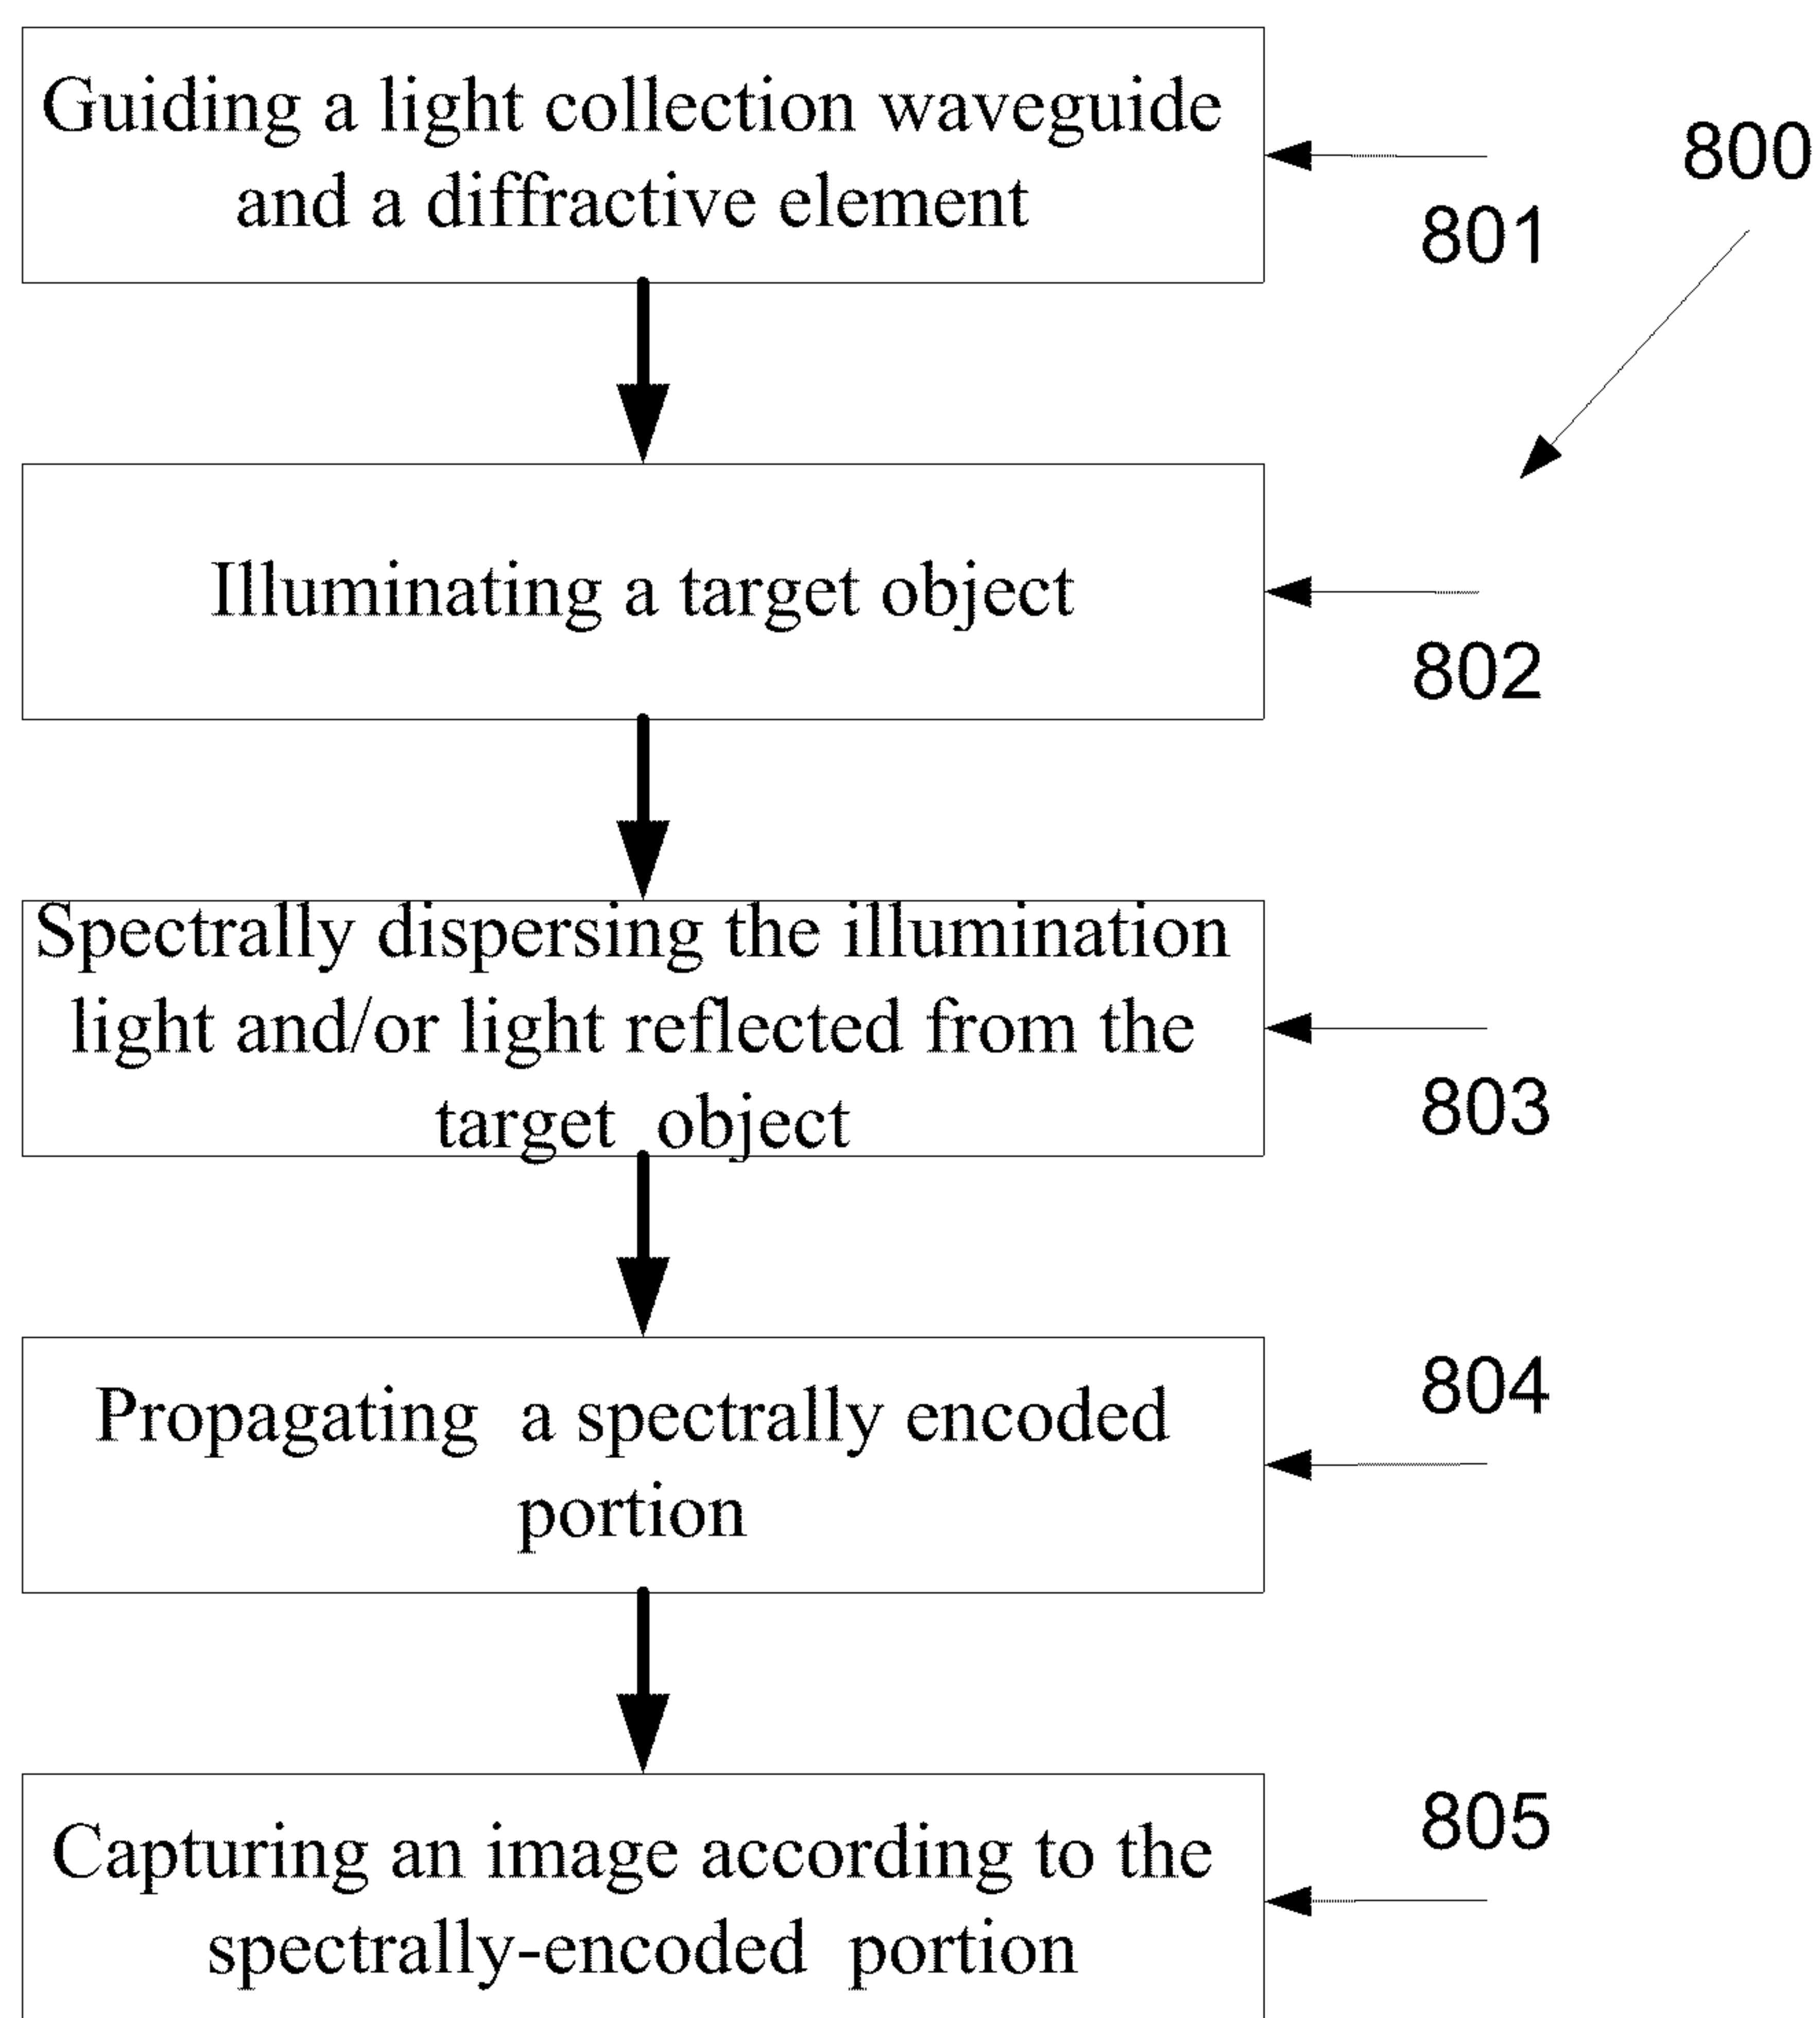 Guiding a light collection waveguide
and a diffractive element
800
801
Illuminating a target object
802
Spectrally dispersing the illumination
light and/or light reflected from the
target object
803
Propagating a spectrally encoded
portion
804
Capturing an image according to the
spectrally-encoded portion
805